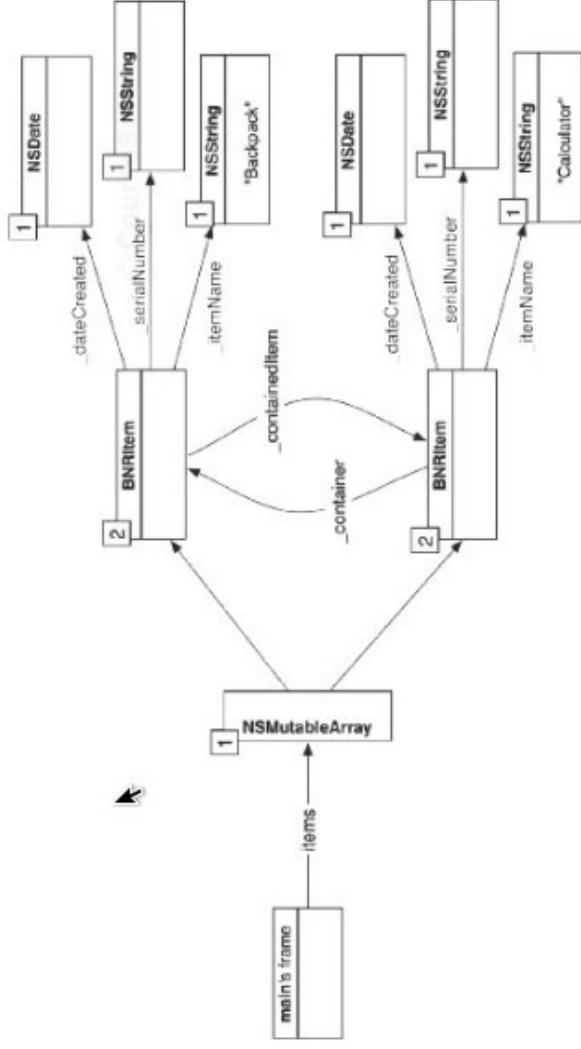 main's frame
items
1
NSMutableArray
2
BNRItem
_dateCreated
1
NSDate
_serialNumber
1
NSString
_itemName
1
NSString
"Backpack"
_containedItem
_container
2
BNRItem
_dateCreated
1
NSDate
_serialNumber
1
NSString
_itemName
1
NSString
"Calculator"